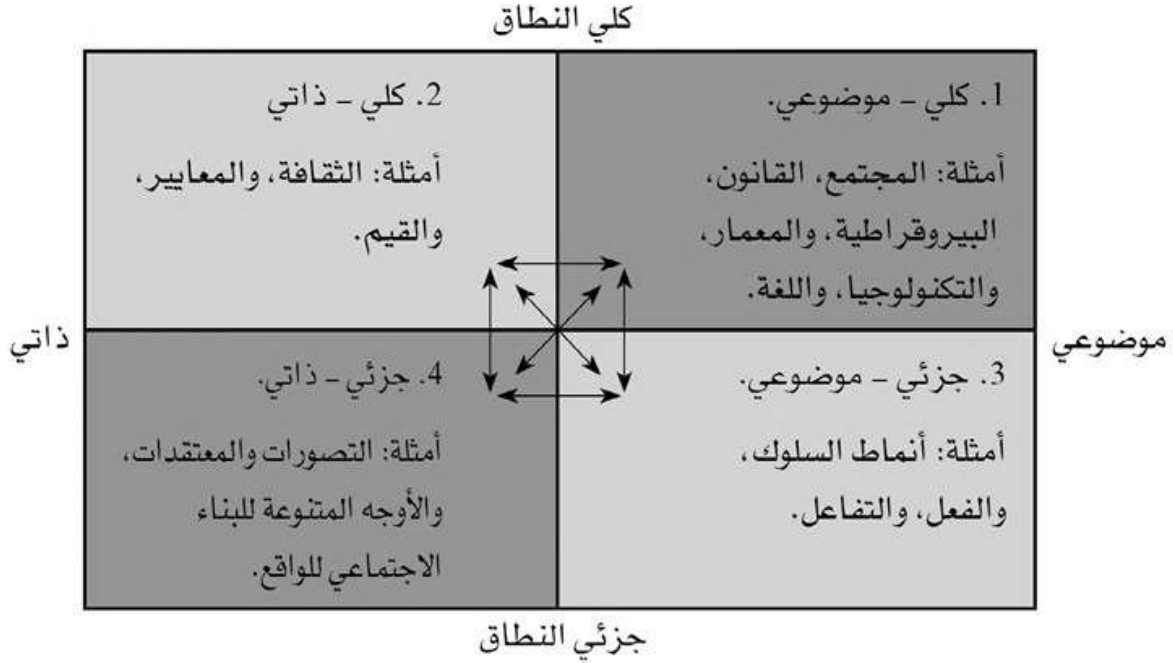 كلي النطاق
1. كلي – موضوعي.
أمثلة: المجتمع، القانون،
البيروقراطية، والمعمار،
والتكنولوجيا، واللغة.
2. كلي – ذاتي
أمثلة: الثقافة، والمعايير،
والقيم.
موضوعي
ذاتي
3. جزئي – موضوعي.
أمثلة: أنماط السلوك،
والفعل، والتفاعل.
4. جزئي – ذاتي.
أمثلة: التصورات والمعتقدات،
والأوجه المتنوعة للبناء
الاجتماعي للواقع.
جزئي النطاق